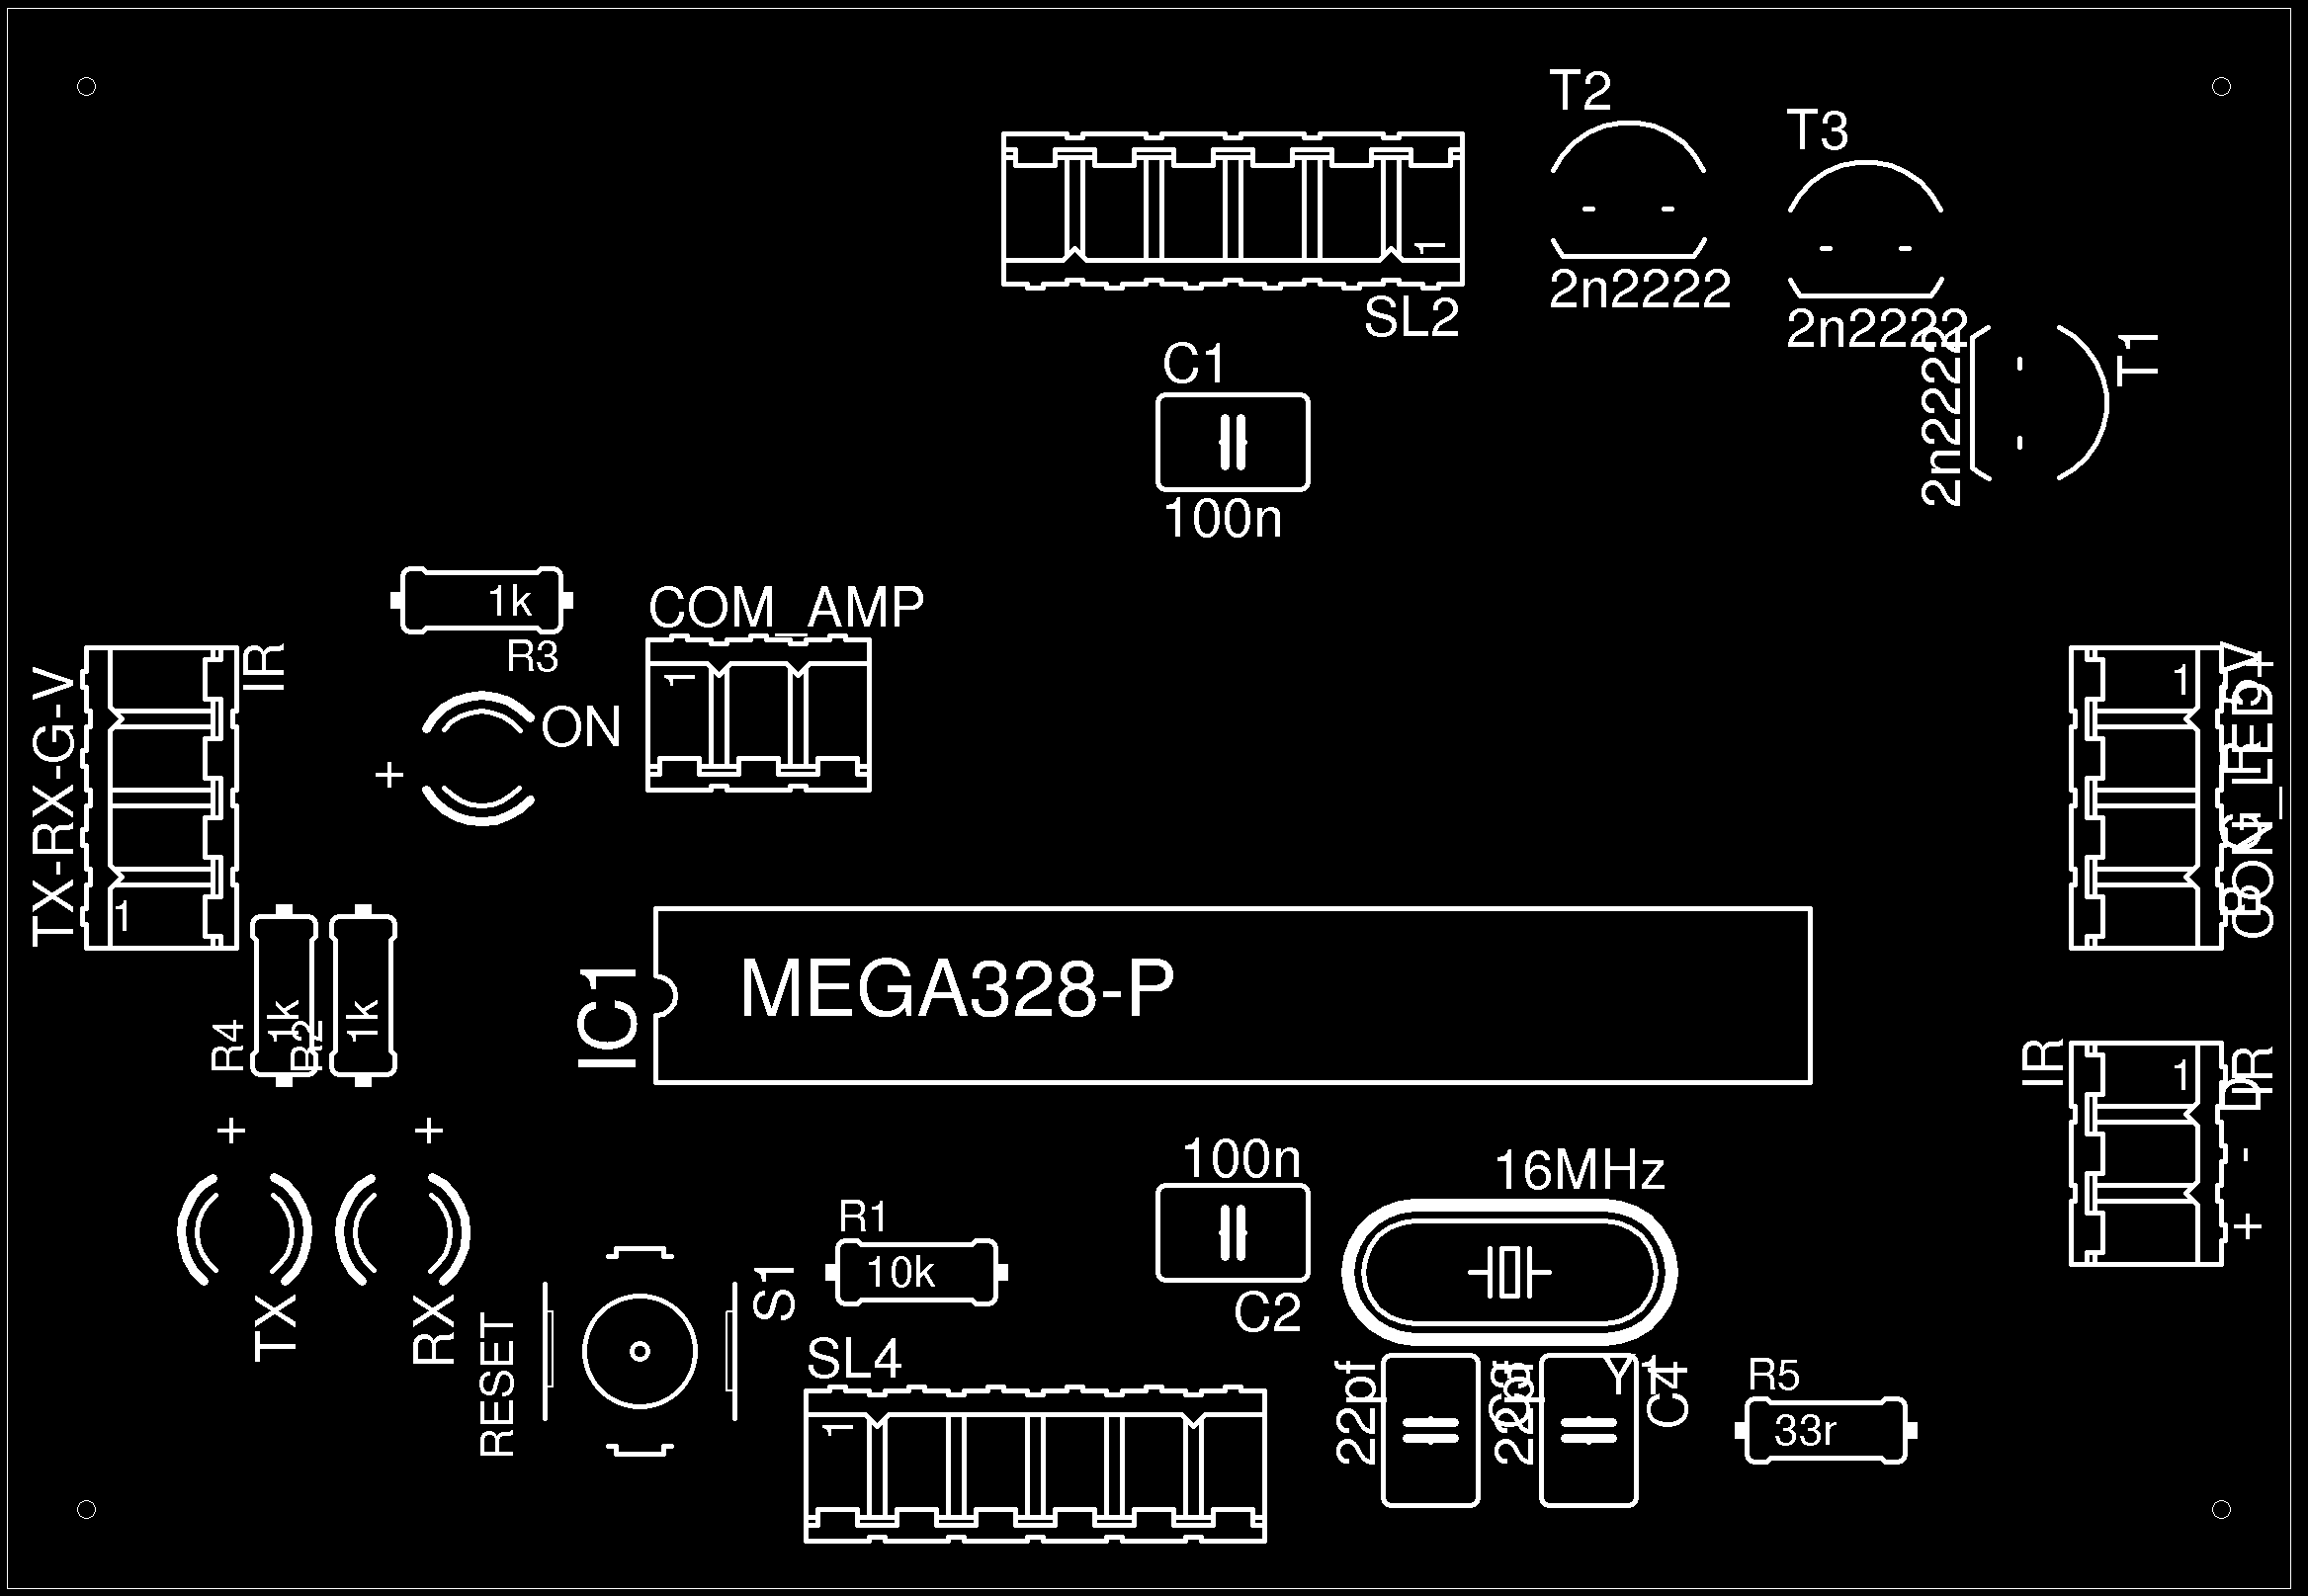 T2
T3
1
2n2222
SL2
2n2222
T1
2n2222
C1
100n
1k
R3
COM_AMP
1
IR
TX-RX-G-V
1
ON
+
1
CON_LED
IC1
MEGA328-P
1k
R4
1k
R2
IR
1
IR
D
-
+
+
+
TX
RX
RESET
S1
R1
10k
100n
C2
16MHz
SL4
1
22pf
22pf
C4
R5
33r